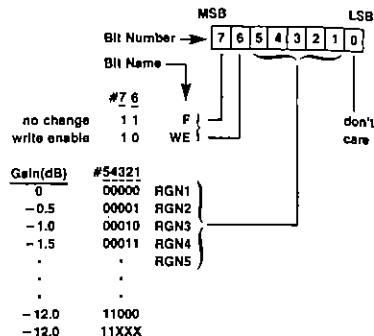 MSB LSB
Bit Number 7 6 5 4 3 2 1 0
Bit Name
#7 6
no change 1 1 F
write enable 1 0 WE
don't
care
Gain(dB) #54321
0 00000 RGN1
−0.5 00001 RGN2
−1.0 00010 RGN3
−1.5 00011 RGN4
. . RGN5
. .
. .
−12.0 11000
−12.0 11XXX